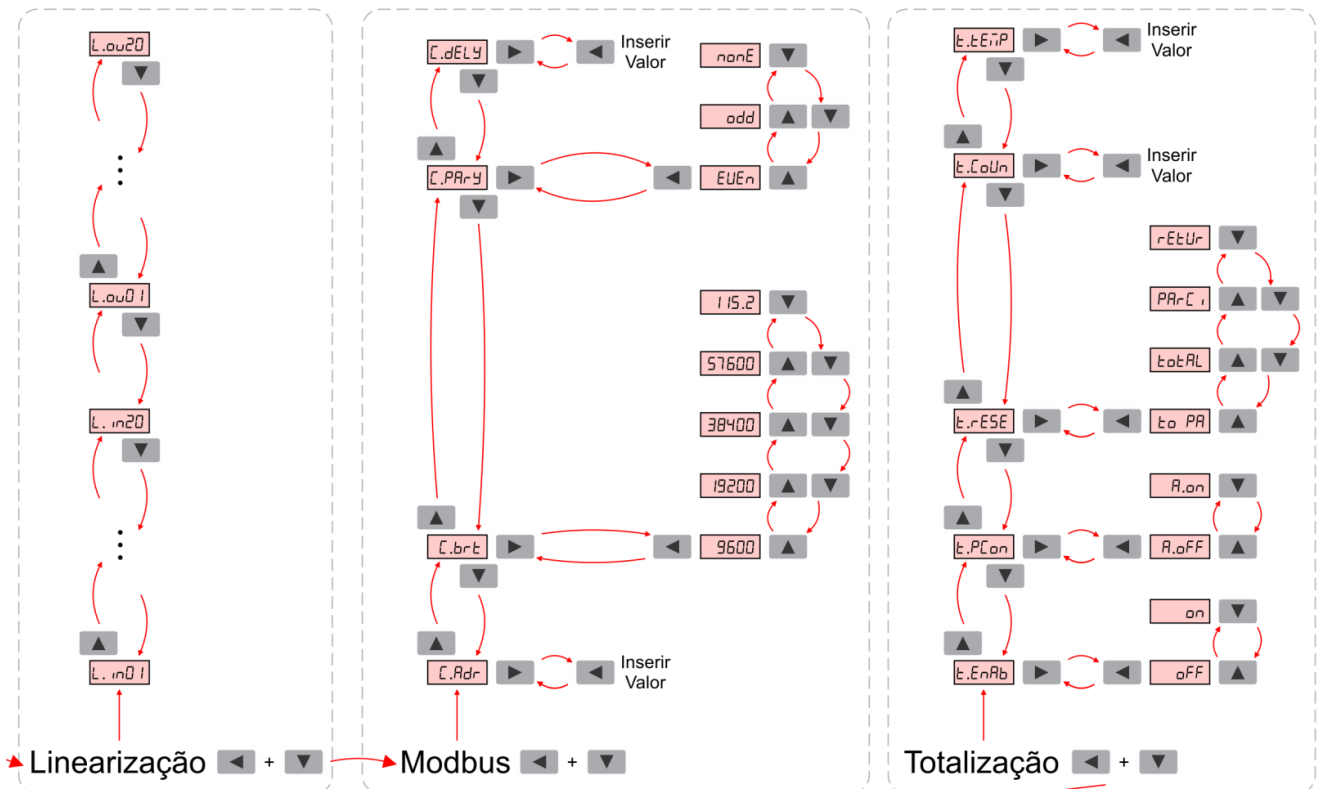 L.ou20
L.ou01
L.in20
L.in01
Linearização + 
C.dELY
Inserir
Valor
nonE
odd
C.PArY
EVEn
115.2
57600
38400
19200
C.brt
9600
C.Adr
Inserir
Valor
Modbus +
t.tEMP
Inserir
Valor
t.CoUn
Inserir
Valor
rEtUr
PArCi
totAL
t.rESE
to PA
A.on
t.PCon
A.oFF
on
t.EnAb
oFF
Totalização +